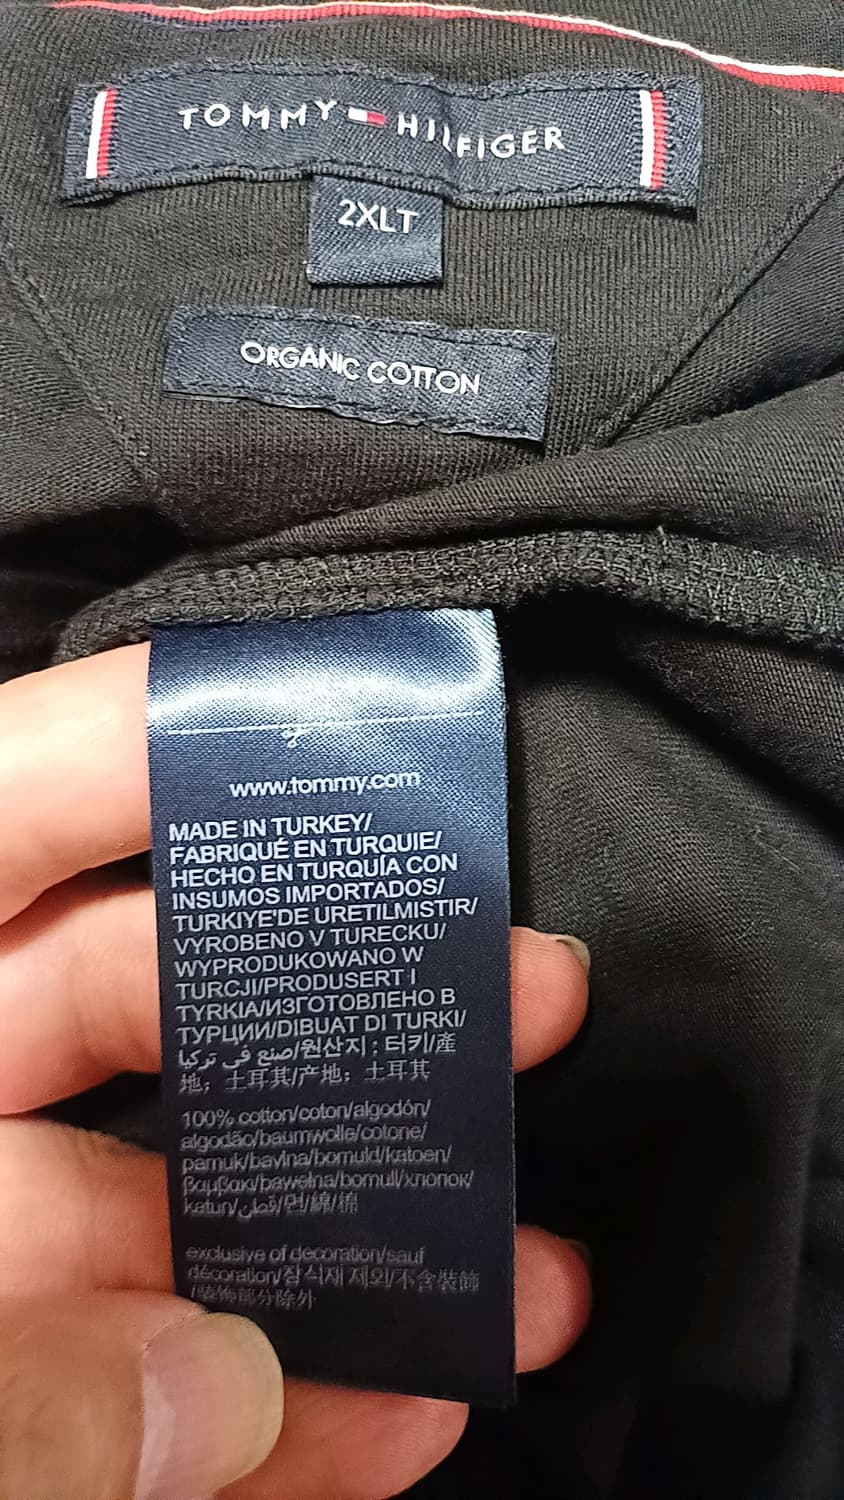 TOMMY HILFIGER
2XLT
ORGANIC COTTON
www.tommy.com
MADE IN TURKEY/
FABRIQUÉ EN TURQUIE/
HECHO EN TURQUÍA CON
INSUMOS IMPORTADOS/
TURKIYE'DE URETILMISTIR/
VYROBENO V TURECKU/
WYPRODUKOWANO W
TURCJI/PRODUSERT I
TYRKIA/ИЗГОТОВЛЕНО В
ТУРЦИИ/DIBUAT DI TURKI/
صنع في تركيا/원산지 : 터키/產
地：土耳其/产地：土耳其
100% cotton/coton/algodón/
algodão/baumwolle/cotone/
pamuk/bavlna/bomuld/katoen/
βαμβακι/bawełna/bomull/хлопок/
katun/قطن/면/綿/棉
exclusive of decoration/sauf
décoration/장식재 제외/不含裝飾
/装饰部分除外